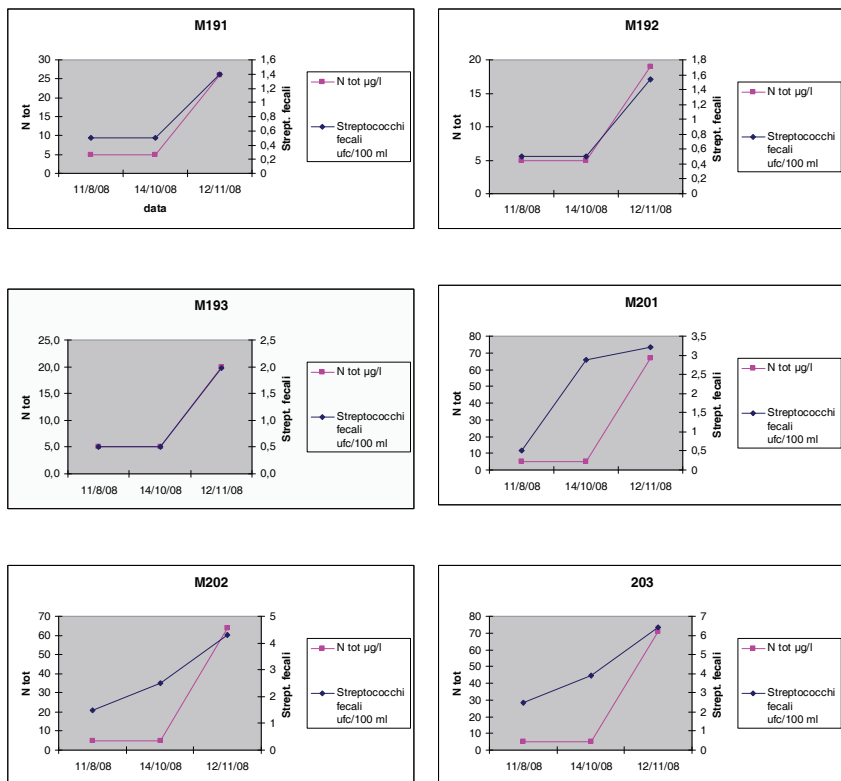 M191
30
25
20
15
10
5
0
N tot
1,6
1,4
1,2
1
0,8
0,6
0,4
0,2
0
Strept. fecali
11/8/08 14/10/08 12/11/08
data
N tot µg/l
Streptococchi
fecali
ufc/100 ml
M192
20
15
10
5
0
N tot
1,8
1,6
1,4
1,2
1
0,8
0,6
0,4
0,2
0
Strept. fecali
11/8/08 14/10/08 12/11/08
N tot µg/l
Streptococchi
fecali
ufc/100 ml
M193
25,0
20,0
15,0
10,0
5,0
0,0
N tot
2,5
2,0
1,5
1,0
0,5
0,0
Strept. fecali
11/8/08 14/10/08 12/11/08
N tot µg/l
Streptococchi
fecali
ufc/100 ml
M201
80
70
60
50
40
30
20
10
0
N tot
3,5
3
2,5
2
1,5
1
0,5
0
Strept. fecali
11/8/08 14/10/08 12/11/08
N tot µg/l
Streptococchi
fecali
ufc/100 ml
M202
70
60
50
40
30
20
10
0
N tot
5
4
3
2
1
0
Strept. fecali
11/8/08 14/10/08 12/11/08
N tot µg/l
Streptococchi
fecali
ufc/100 ml
203
80
70
60
50
40
30
20
10
0
N tot
7
6
5
4
3
2
1
0
Strept. fecali
11/8/08 14/10/08 12/11/08
N tot µg/l
Streptococchi
fecali
ufc/100 ml